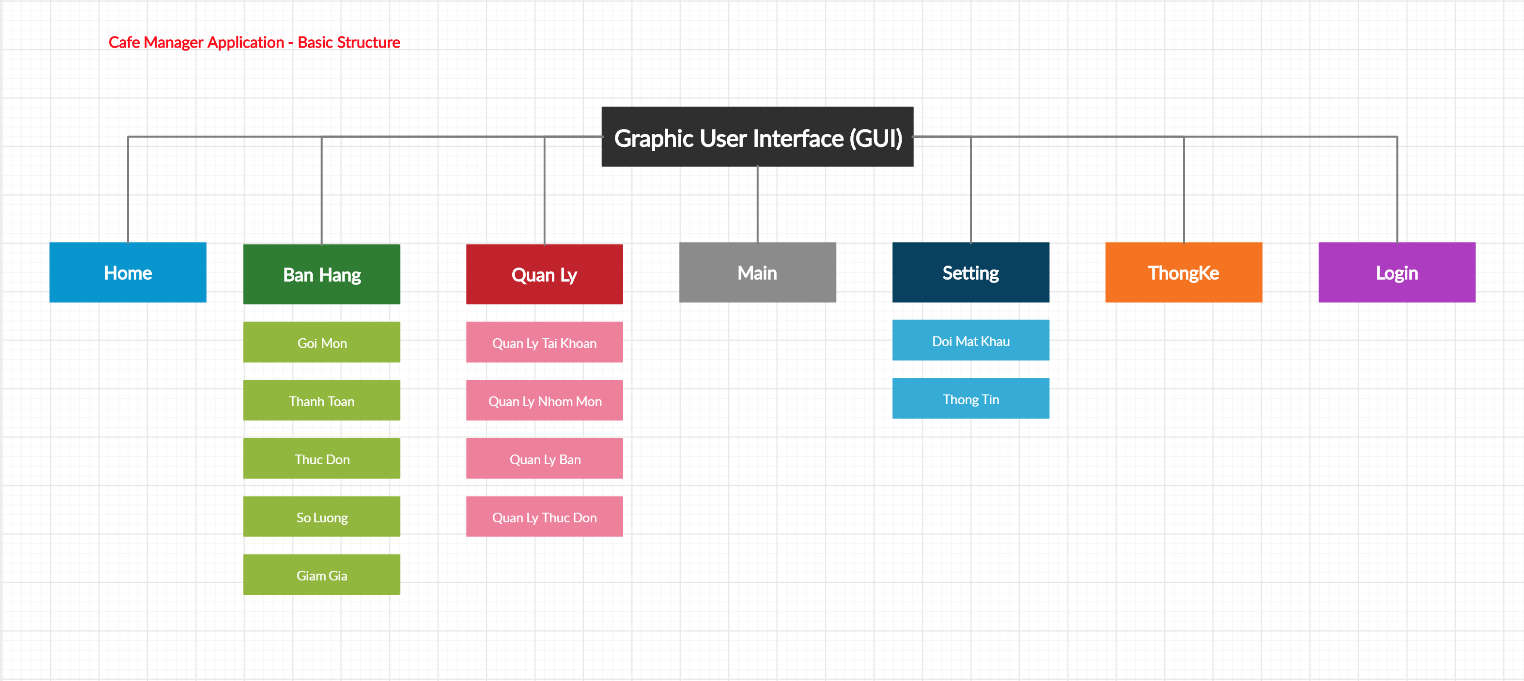 Cafe Manager Application - Basic Structure
Graphic User Interface (GUI)
Home
Ban Hang
Quan Ly
Main
Setting
ThongKe
Login
Goi Mon
Thanh Toan
Thuc Don
So Luong
Giam Gia
Quan Ly Tai Khoan
Quan Ly Nhom Mon
Quan Ly Ban
Quan Ly Thuc Don
Doi Mat Khau
Thong Tin